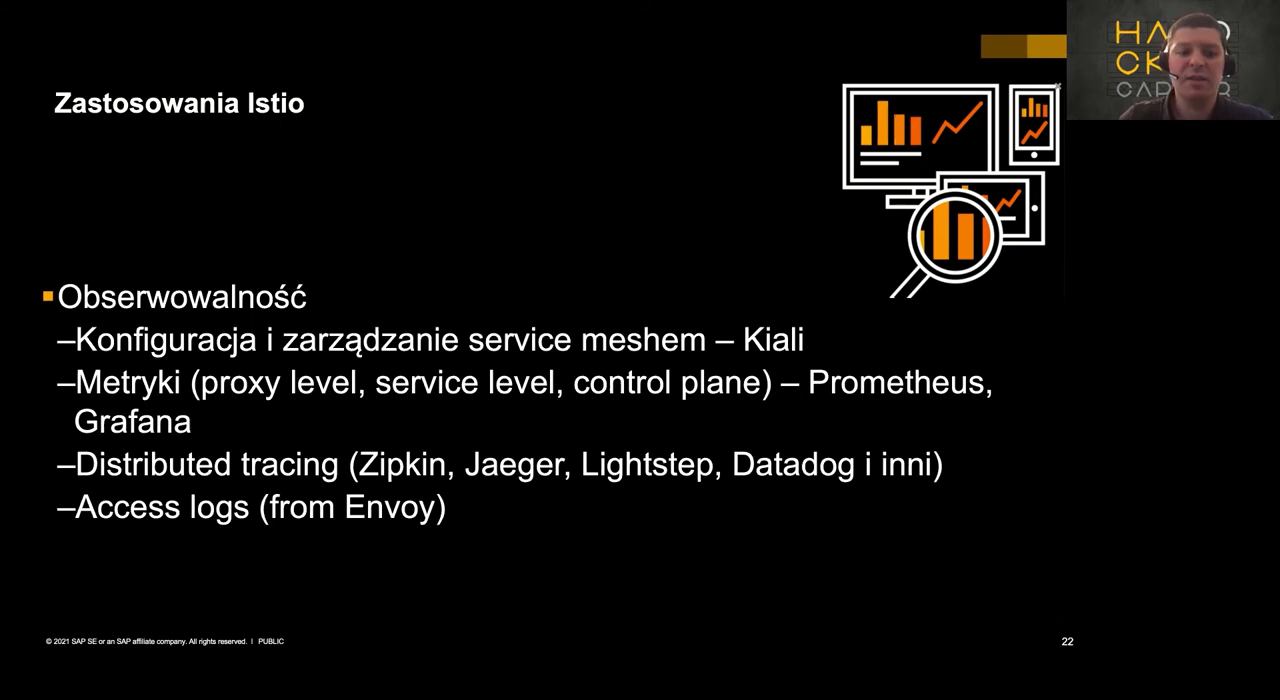 Zastosowania Istio
Obserwowalność
–Konfiguracja i zarządzanie service meshem – Kiali
–Metryki (proxy level, service level, control plane) – Prometheus,
Grafana
–Distributed tracing (Zipkin, Jaeger, Lightstep, Datadog i inni)
–Access logs (from Envoy)
© 2021 SAP SE or an SAP affiliate company. All rights reserved. I PUBLIC
22